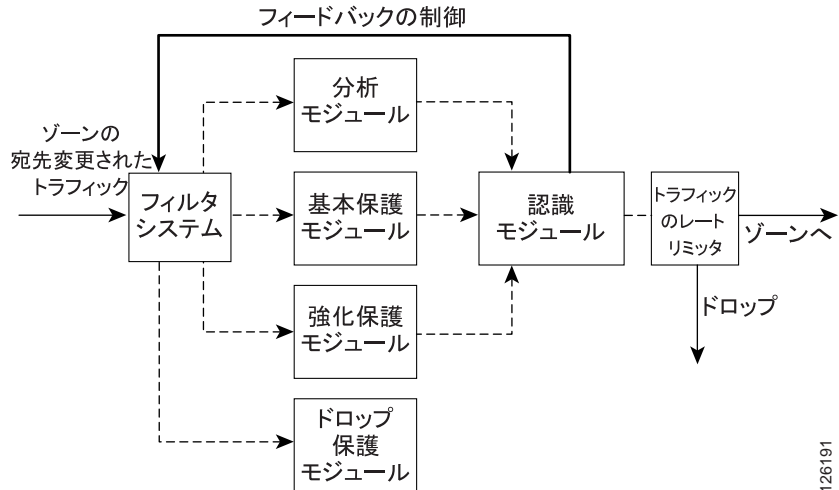 フィードバックの制御
分析
モジュール
ゾーンの
宛先変更された
トラフィック
フィルタ
システム
基本保護
モジュール
認識
モジュール
トラフィック
のレート
リミッタ
ゾーンへ
強化保護
モジュール
ドロップ
ドロップ
保護
モジュール
126191